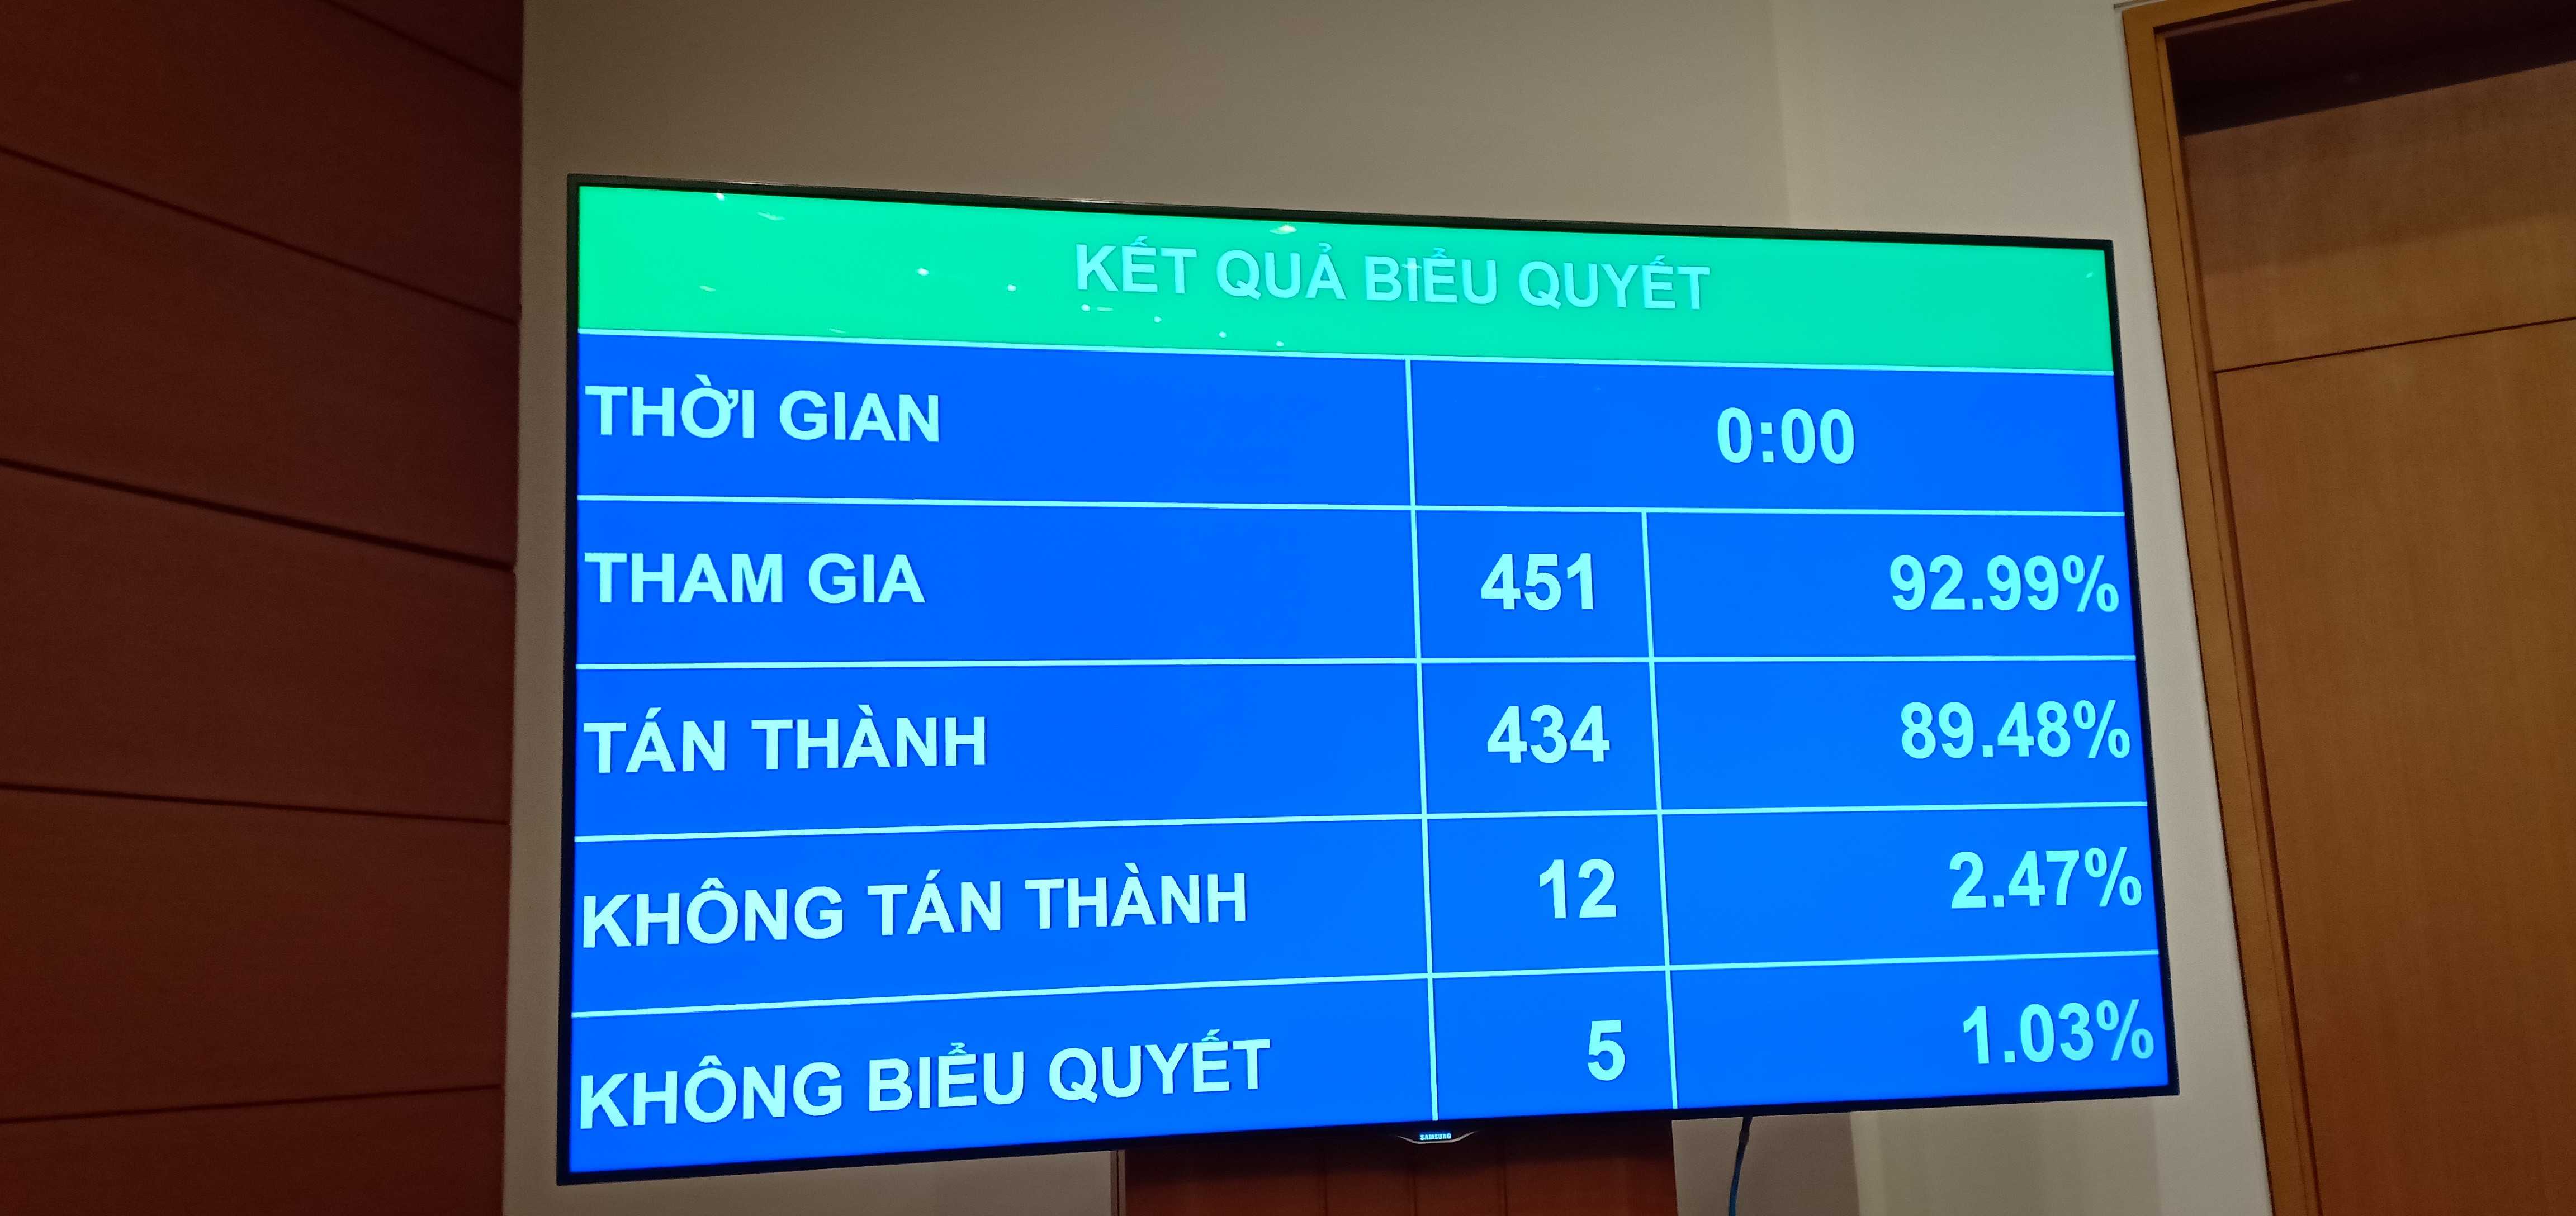 KẾT QUẢ BIỂU QUYẾT
THỜI GIAN 0:00
THAM GIA 451 92.99%
TÁN THÀNH 434 89.48%
KHÔNG TÁN THÀNH 12 2.47%
KHÔNG BIỂU QUYẾT 5 1.03%
SAMSUNG